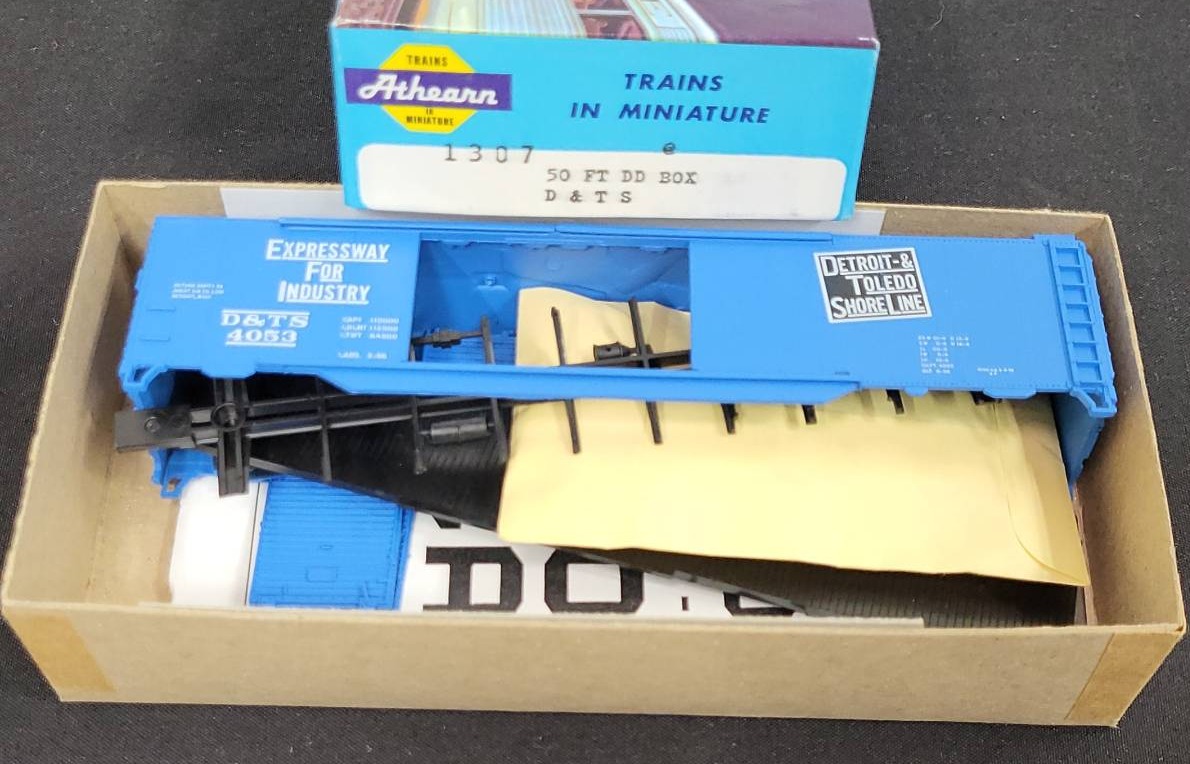 TRAINS
Athearn
IN
MINIATURE
TRAINS
IN MINIATURE
1307 e
50 FT DD BOX
D & T S
EXPRESSWAY
FOR
INDUSTRY
D&TS
4053
DETROIT-&
TOLEDO
SHORE LINE